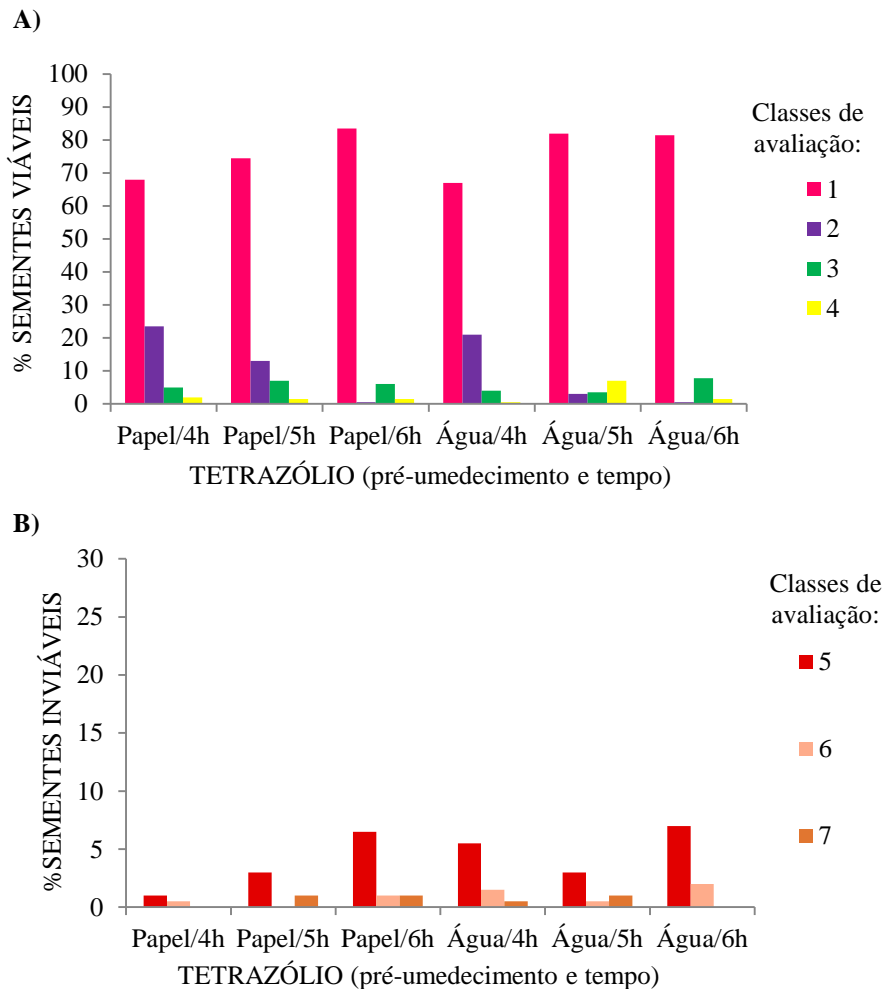 A)
100
90
80
70
60
50
40
30
20
10
0
% SEMENTES VIÁVEIS
Papel/4h Papel/5h Papel/6h Água/4h Água/5h Água/6h
TETRAZÓLIO (pré-umedecimento e tempo)
Classes de
avaliação:
1
2
3
4
B)
30
25
20
15
10
5
0
%SEMENTES INVIÁVEIS
Papel/4h Papel/5h Papel/6h Água/4h Água/5h Água/6h
TETRAZÓLIO (pré-umedecimento e tempo)
Classes de
avaliação:
5
6
7